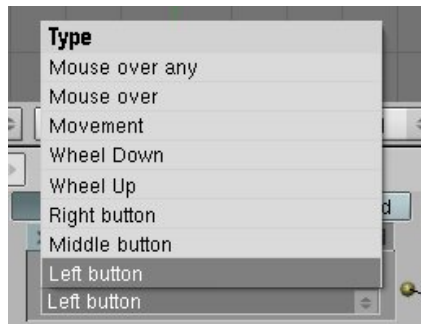 Type
Mouse over any
Mouse over
Movement
Wheel Down
Wheel Up
Right button
Middle button
Left button
Left button